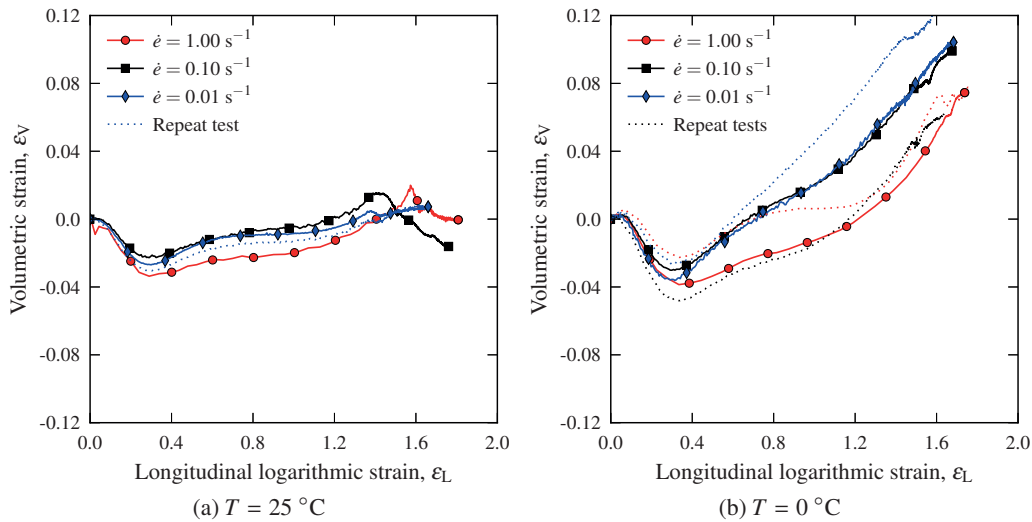 0.12
0.08
0.04
0.0
-0.04
-0.08
-0.12
Volumetric strain, εV
ė = 1.00 s−1
ė = 0.10 s−1
ė = 0.01 s−1
Repeat test
0.0 0.4 0.8 1.2 1.6 2.0
Longitudinal logarithmic strain, εL
(a) T = 25 °C
0.12
0.08
0.04
0.0
-0.04
-0.08
-0.12
Volumetric strain, εV
ė = 1.00 s−1
ė = 0.10 s−1
ė = 0.01 s−1
Repeat tests
0.0 0.4 0.8 1.2 1.6 2.0
Longitudinal logarithmic strain, εL
(b) T = 0 °C